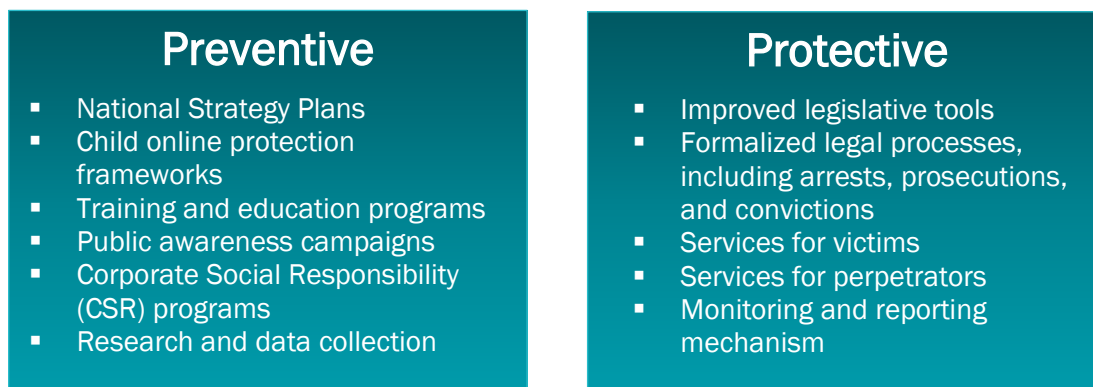 Preventive
▪ National Strategy Plans
▪ Child online protection
frameworks
▪ Training and education programs
▪ Public awareness campaigns
▪ Corporate Social Responsibility
(CSR) programs
▪ Research and data collection
Protective
▪ Improved legislative tools
▪ Formalized legal processes,
including arrests, prosecutions,
and convictions
▪ Services for victims
▪ Services for perpetrators
▪ Monitoring and reporting
mechanism